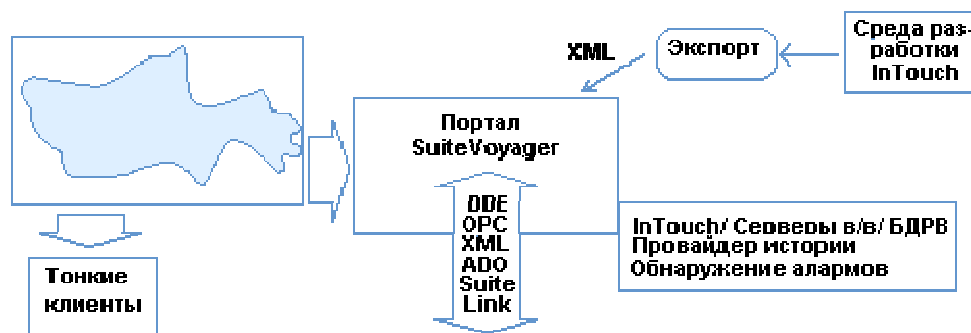 XML
Экспорт
Среда раз-
работки
InTouch
Портал
SuiteVoyager
DDE
OPC
XML
ADO
Suite
Link
InTouch/ Серверы в/в/ БДРВ
Провайдер истории
Обнаружение алармов
Тонкие
клиенты